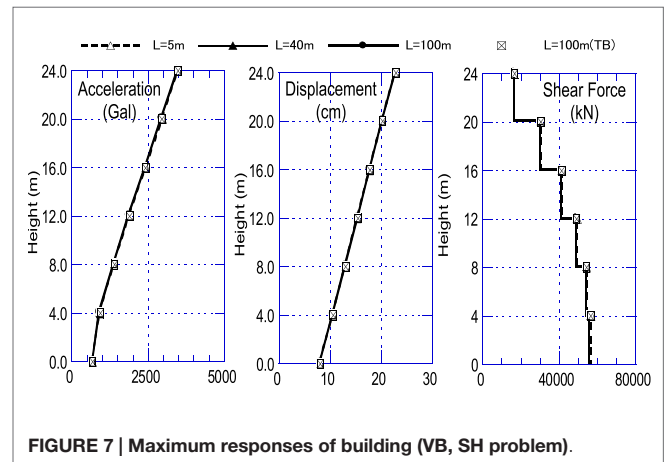 L=5m L=40m L=100m L=100m(TB)
24.0 20.0 16.0 12.0 8.0 4.0 0.0
Height (m)
Acceleration
(Gal)
0 2500 5000
24.0 20.0 16.0 12.0 8.0 4.0 0.0
Height (m)
Displacement
(cm)
0 10 20 30
24 20 16 12 8 4 0
Height (m)
Shear Force
(kN)
0 40000 80000
FIGURE 7 | Maximum responses of building (VB, SH problem).